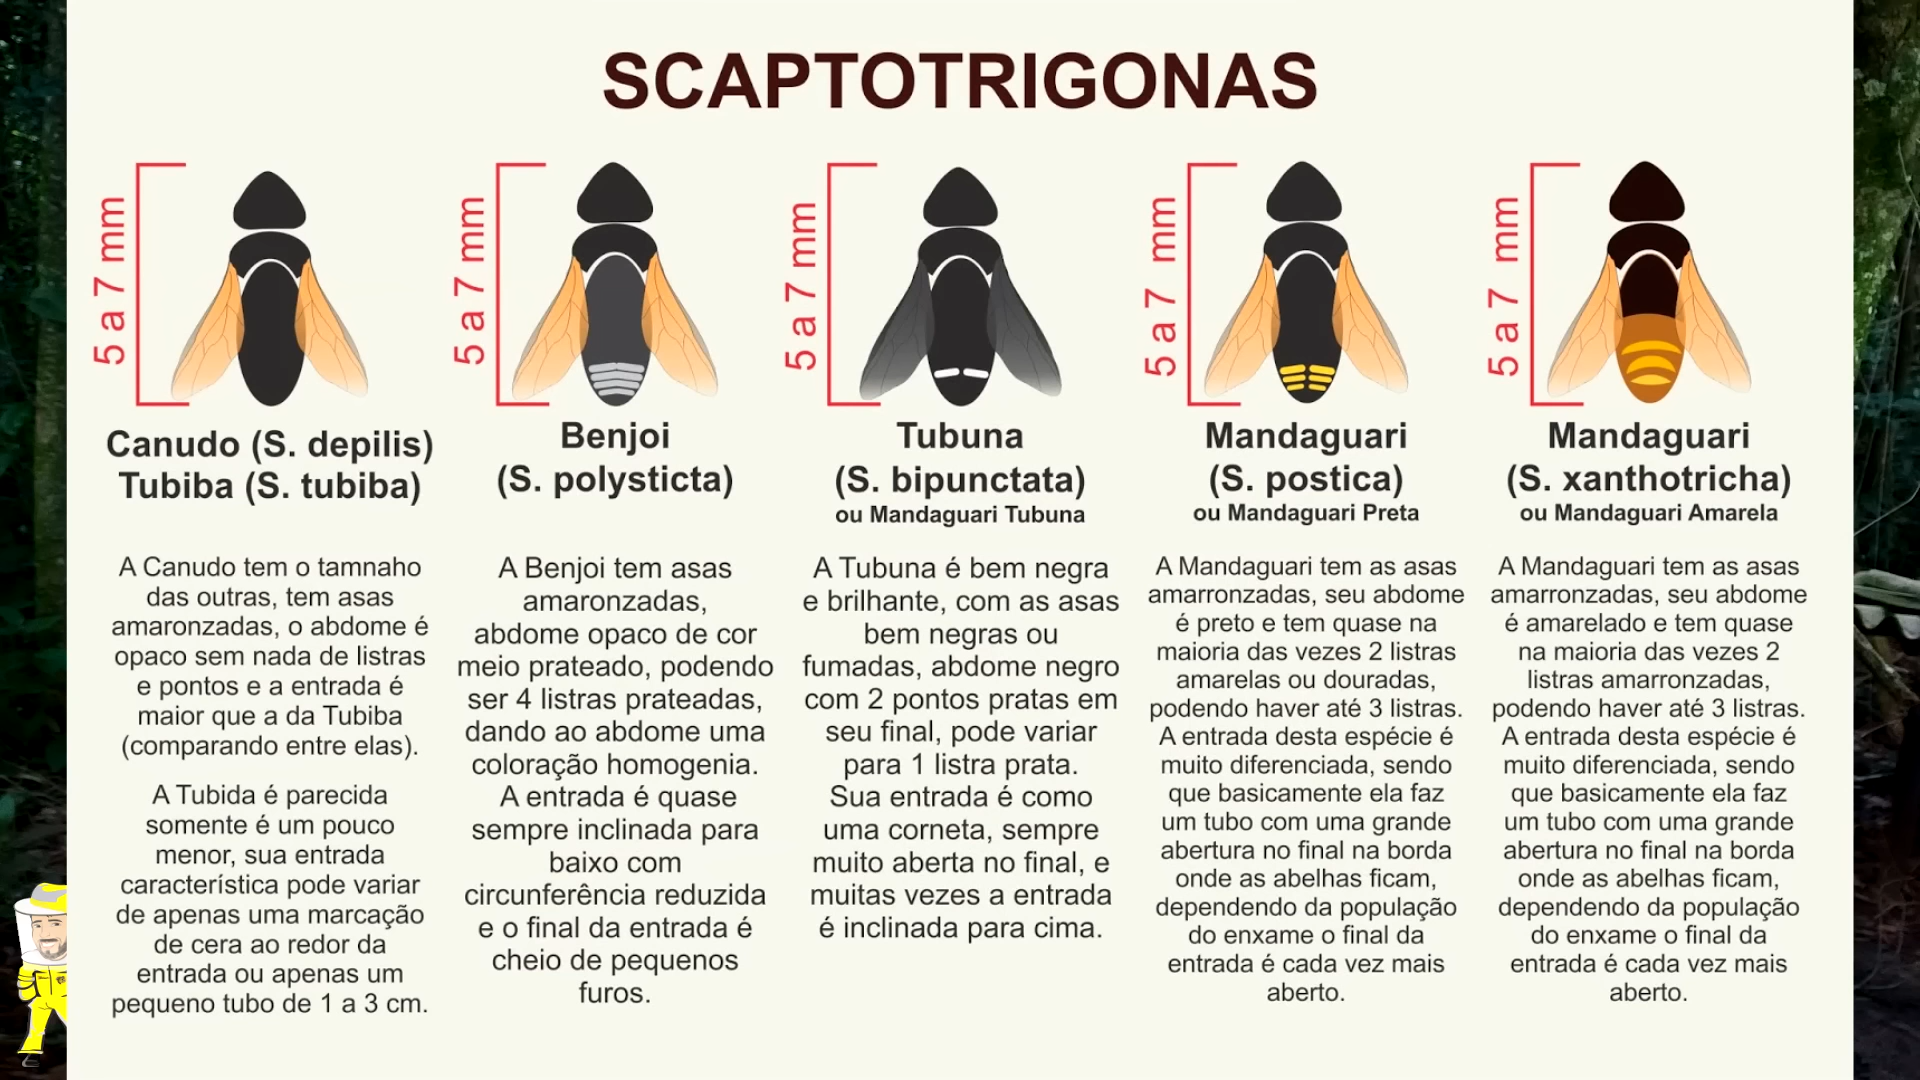 SCAPTOTRIGONAS
5 a 7 mm
Canudo (S. depilis)
Tubiba (S. tubiba)
A Canudo tem o tamnaho
das outras, tem asas
amaronzadas, o abdome é
opaco sem nada de listras
e pontos e a entrada é
maior que a da Tubiba
(comparando entre elas).
A Tubida é parecida
somente é um pouco
menor, sua entrada
característica pode variar
de apenas uma marcação
de cera ao redor da
entrada ou apenas um
pequeno tubo de 1 a 3 cm.
5 a 7 mm
Benjoi
(S. polysticta)
A Benjoi tem asas
amaronzadas,
abdome opaco de cor
meio prateado, podendo
ser 4 listras prateadas,
dando ao abdome uma
coloração homogenia.
A entrada é quase
sempre inclinada para
baixo com
circunferência reduzida
e o final da entrada é
cheio de pequenos
furos.
5 a 7 mm
Tubuna
(S. bipunctata)
ou Mandaguari Tubuna
A Tubuna é bem negra
e brilhante, com as asas
bem negras ou
fumadas, abdome negro
com 2 pontos pratas em
seu final, pode variar
para 1 listra prata.
Sua entrada é como
uma corneta, sempre
muito aberta no final, e
muitas vezes a entrada
é inclinada para cima.
5 a 7 mm
Mandaguari
(S. postica)
ou Mandaguari Preta
A Mandaguari tem as asas
amarronzadas, seu abdome
é preto e tem quase na
maioria das vezes 2 listras
amarelas ou douradas,
podendo haver até 3 listras.
A entrada desta espécie é
muito diferenciada, sendo
que basicamente ela faz
um tubo com uma grande
abertura no final na borda
onde as abelhas ficam,
dependendo da população
do enxame o final da
entrada é cada vez mais
aberto.
5 a 7 mm
Mandaguari
(S. xanthotricha)
ou Mandaguari Amarela
A Mandaguari tem as asas
amarronzadas, seu abdome
é amarelado e tem quase
na maioria das vezes 2
listras amarronzadas,
podendo haver até 3 listras.
A entrada desta espécie é
muito diferenciada, sendo
que basicamente ela faz
um tubo com uma grande
abertura no final na borda
onde as abelhas ficam,
dependendo da população
do enxame o final da
entrada é cada vez mais
aberto.